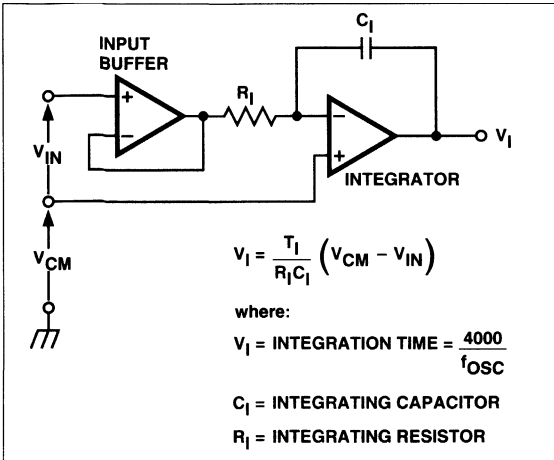 C_I
INPUT
BUFFER
R_I
+
−
−
+
V_IN
V_I
INTEGRATOR
V_CM
V_I = T_I / R_I C_I (V_CM − V_IN)
where:
V_I = INTEGRATION TIME = 4000 / f_OSC
C_I = INTEGRATING CAPACITOR
R_I = INTEGRATING RESISTOR